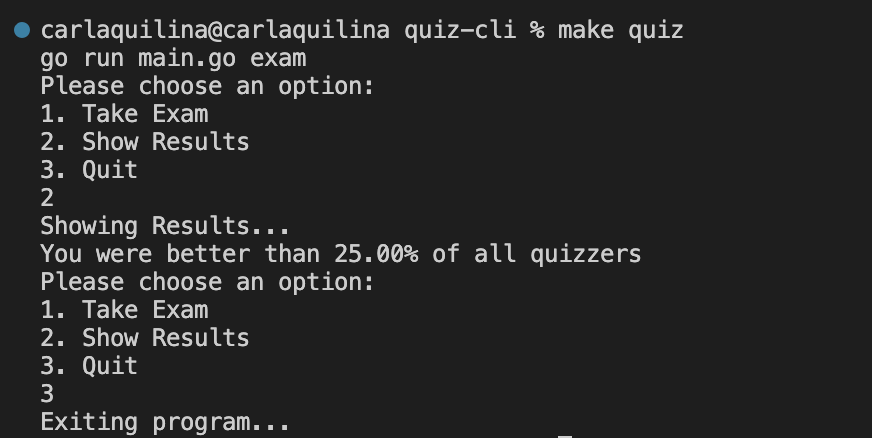 carlaquilina@carlaquilina quiz-cli % make quiz
go run main.go exam
Please choose an option:
1. Take Exam
2. Show Results
3. Quit
2
Showing Results...
You were better than 25.00% of all quizzers
Please choose an option:
1. Take Exam
2. Show Results
3. Quit
3
Exiting program...